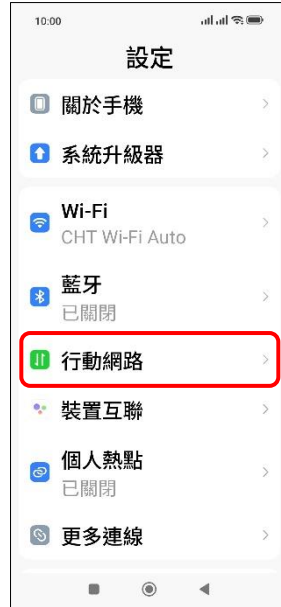 10:00
設定
關於手機
系統升級器
Wi-Fi
CHT Wi-Fi Auto
藍牙
已關閉
行動網路
裝置互聯
個人熱點
已關閉
更多連線